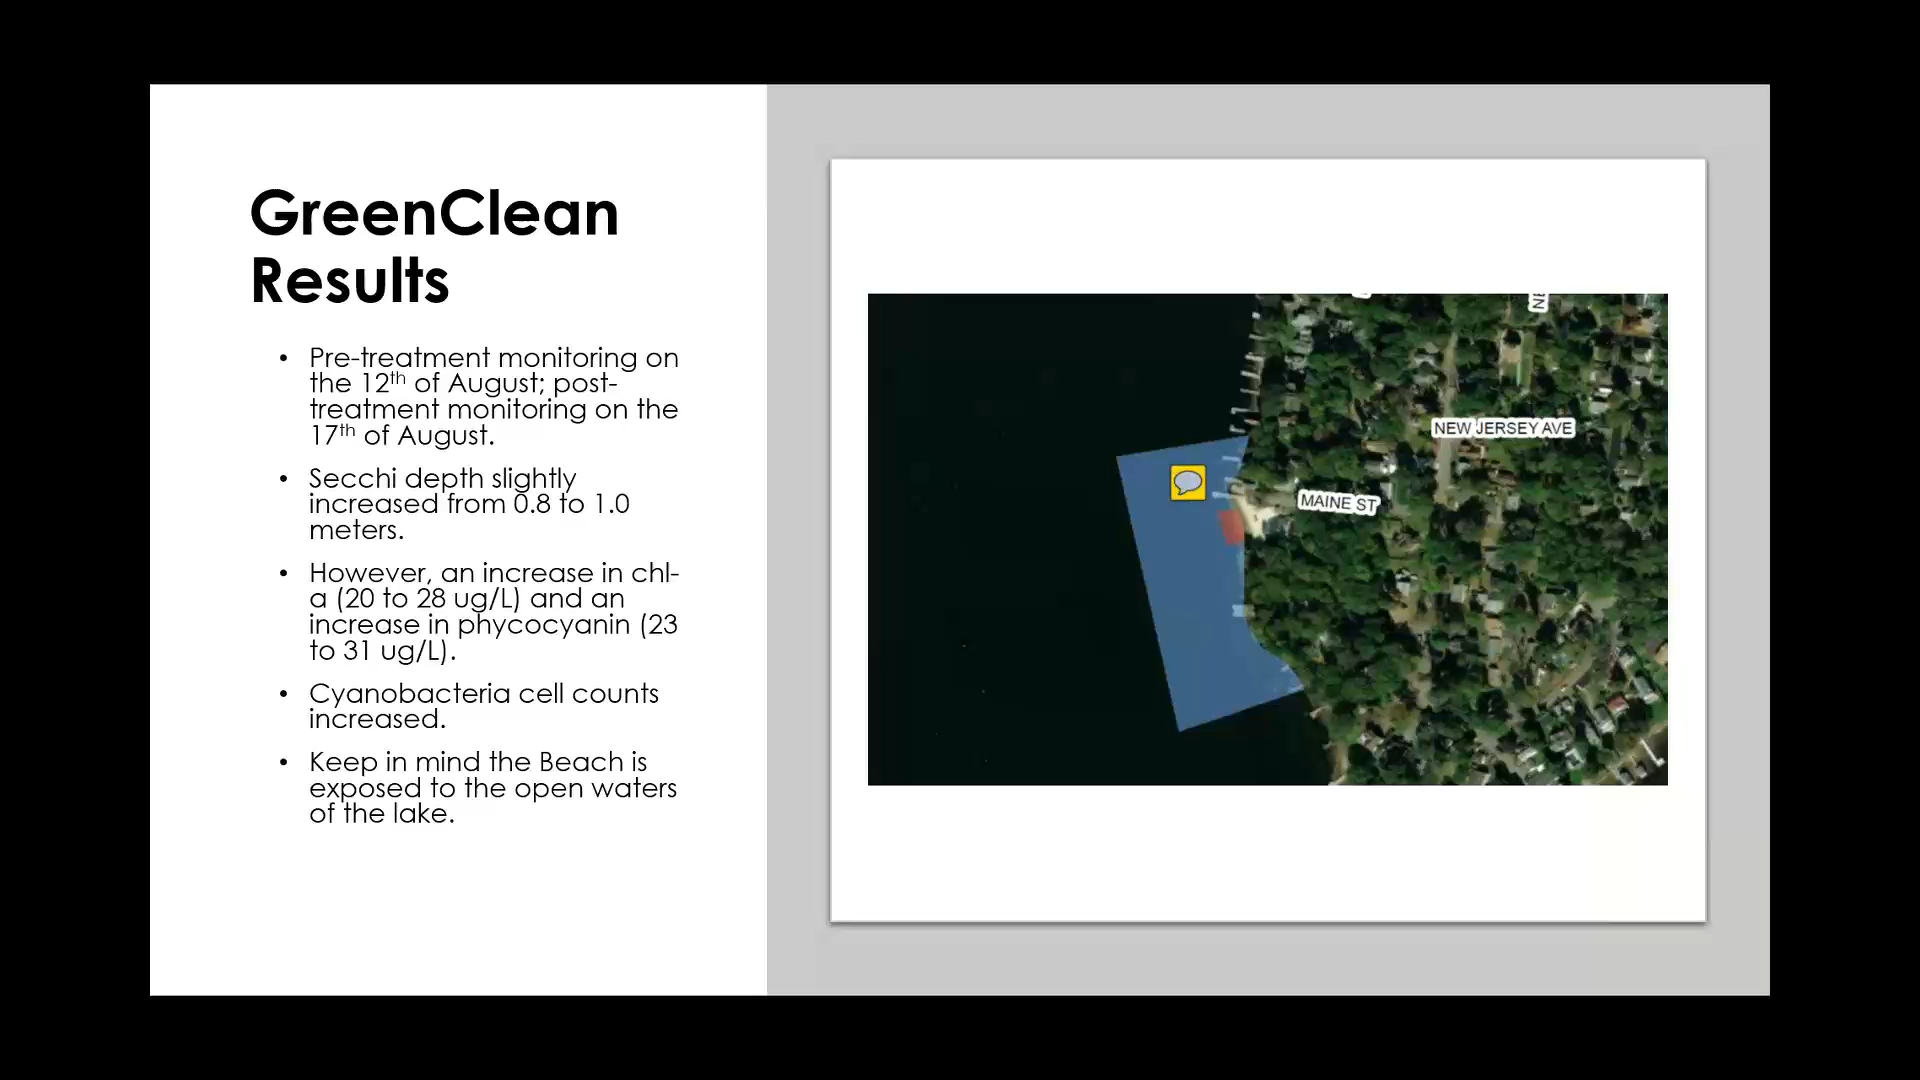 GreenClean
Results
• Pre-treatment monitoring on
the 12th of August; post-
treatment monitoring on the
17th of August.
• Secchi depth slightly
increased from 0.8 to 1.0
meters.
• However, an increase in chl-
a (20 to 28 ug/L) and an
increase in phycocyanin (23
to 31 ug/L).
• Cyanobacteria cell counts
increased.
• Keep in mind the Beach is
exposed to the open waters
of the lake.
NEW JERSEY AVE
MAINE ST